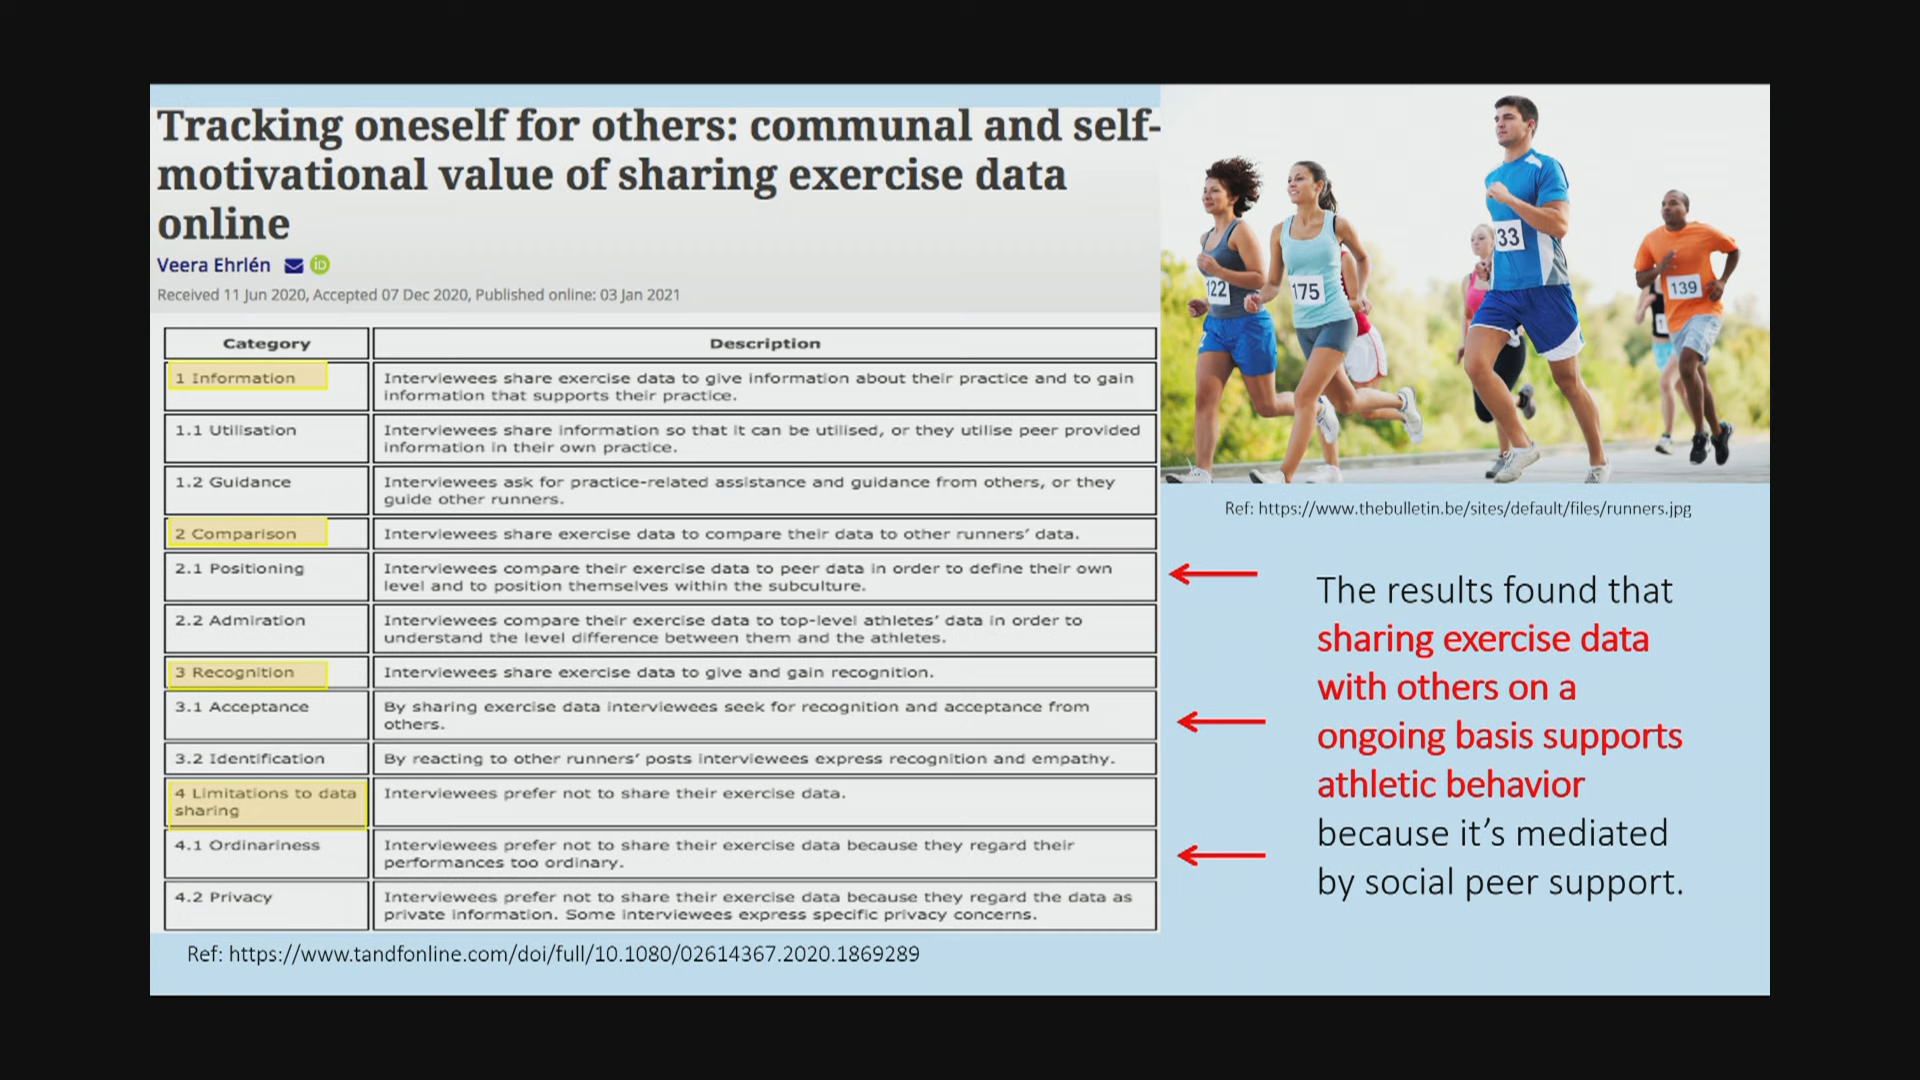 Tracking oneself for others: communal and self-
motivational value of sharing exercise data
online
Veera Ehrlén iD
Received 11 Jun 2020, Accepted 07 Dec 2020, Published online: 03 Jan 2021
Category Description
1 Information Interviewees share exercise data to give information about their practice and to gain
information that supports their practice.
1.1 Utilisation Interviewees share information so that it can be utilised, or they utilise peer provided
information in their own practice.
1.2 Guidance Interviewees ask for practice-related assistance and guidance from others, or they
guide other runners.
2 Comparison Interviewees share exercise data to compare their data to other runners' data.
2.1 Positioning Interviewees compare their exercise data to peer data in order to define their own
level and to position themselves within the subculture.
2.2 Admiration Interviewees compare their exercise data to top-level athletes' data in order to
understand the level difference between them and the athletes.
3 Recognition Interviewees share exercise data to give and gain recognition.
3.1 Acceptance By sharing exercise data interviewees seek for recognition and acceptance from
others.
3.2 Identification By reacting to other runners' posts interviewees express recognition and empathy.
4 Limitations to data Interviewees prefer not to share their exercise data.
sharing
4.1 Ordinariness Interviewees prefer not to share their exercise data because they regard their
performances too ordinary.
4.2 Privacy Interviewees prefer not to share their exercise data because they regard the data as
private information. Some interviewees express specific privacy concerns.
Ref: https://www.tandfonline.com/doi/full/10.1080/02614367.2020.1869289
122
175
33
139
Ref: https://www.thebulletin.be/sites/default/files/runners.jpg
The results found that
sharing exercise data
with others on a
ongoing basis supports
athletic behavior
because it's mediated
by social peer support.